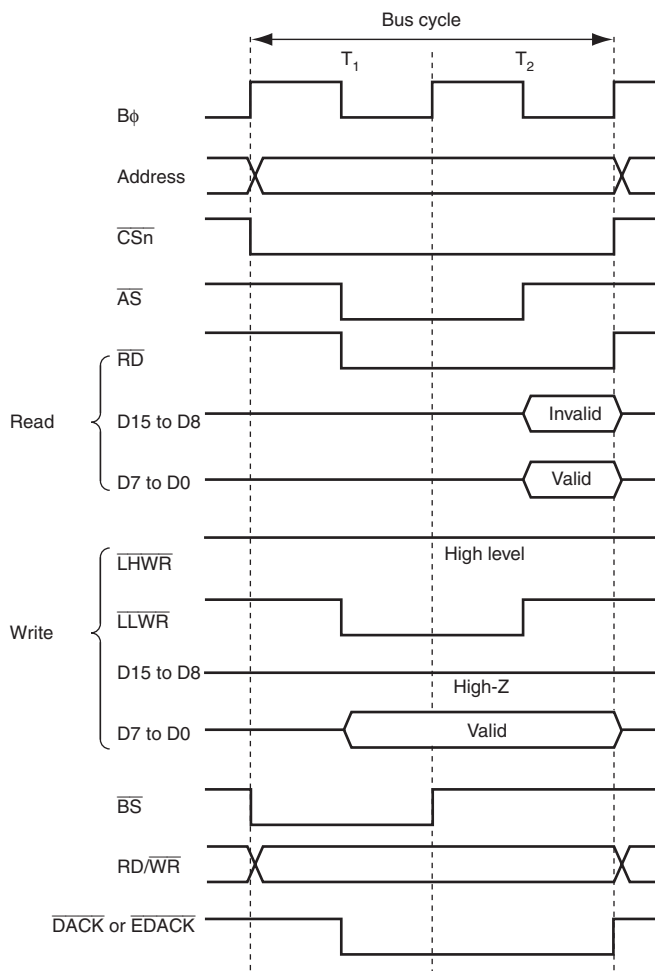 Bus cycle
T1 T2
Bφ
Address
CSn
AS
RD
Read
D15 to D8 Invalid
D7 to D0 Valid
LHWR High level
LLWR
Write
D15 to D8 High-Z
D7 to D0 Valid
BS
RD/WR
DACK or EDACK